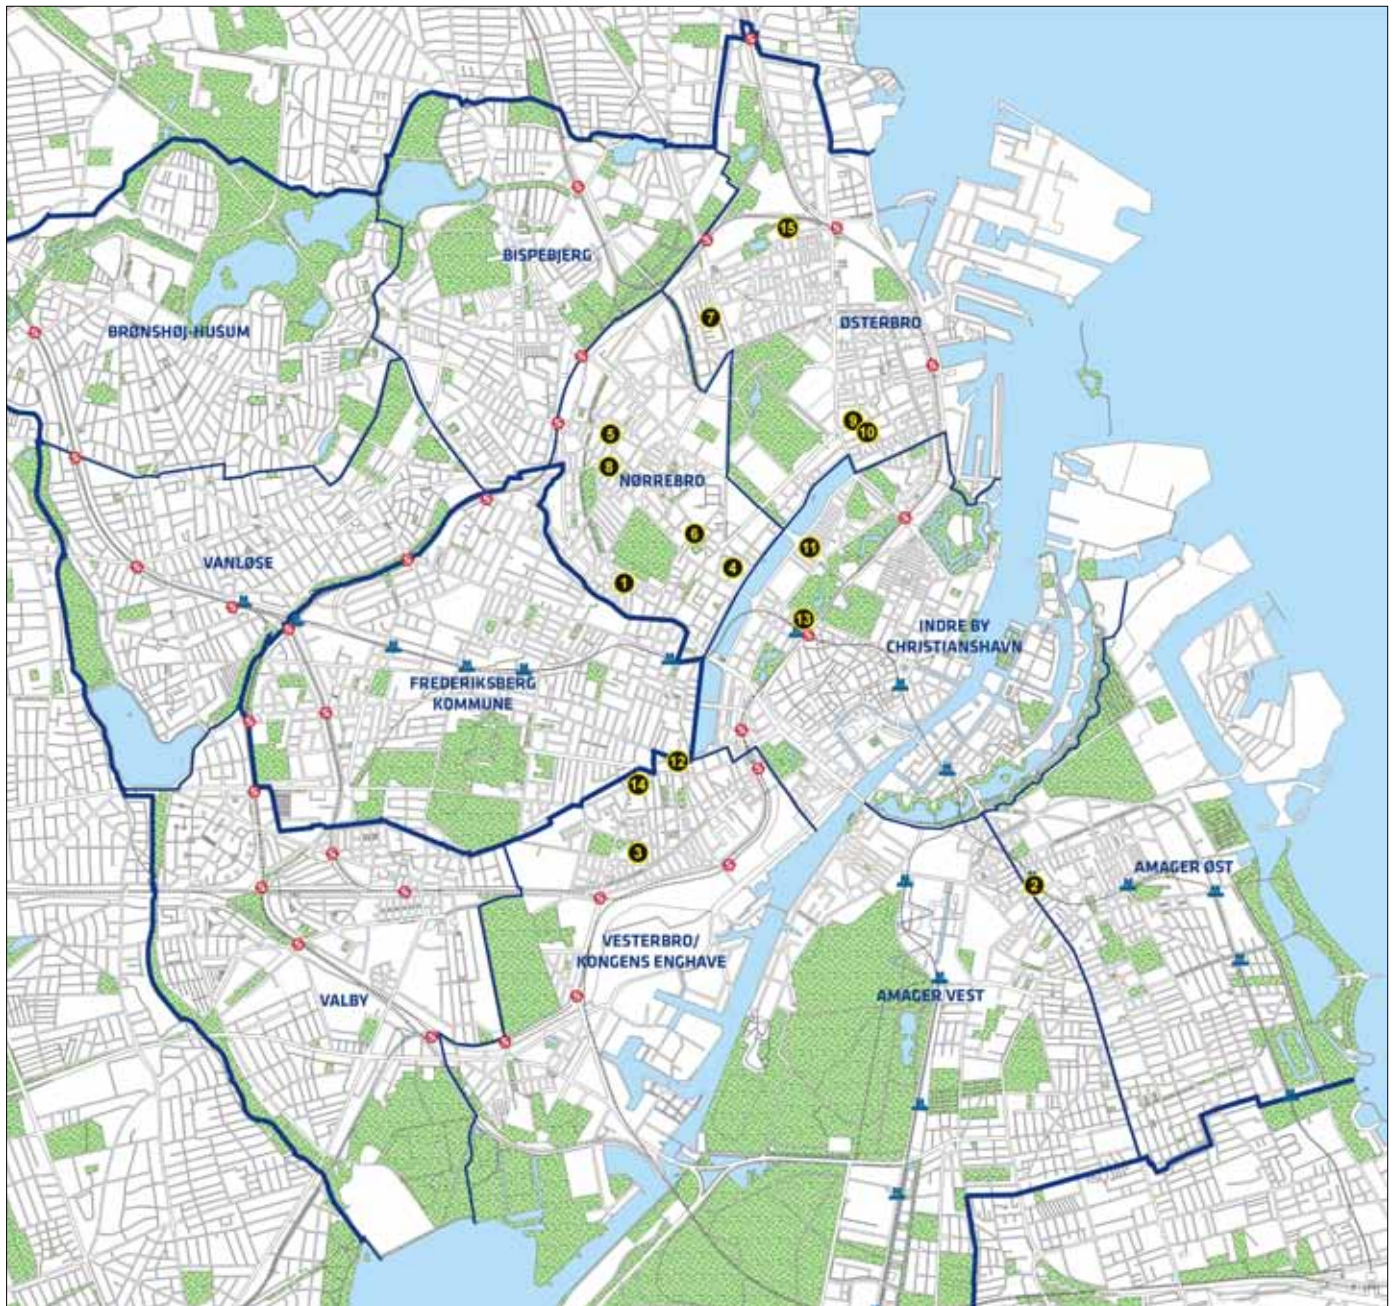 BISPEBJERG
15
BRØNSHØJ-HUSUM
7
ØSTERBRO
9
10
5
8
NØRREBRO
6
11
4
VANLØSE
1
13
INDRE BY
CHRISTIANSHAVN
FREDERIKSBERG
KOMMUNE
12
14
3
AMAGER ØST
2
VESTERBRO/
KONGENS ENGHAVE
VALBY
AMAGER VEST